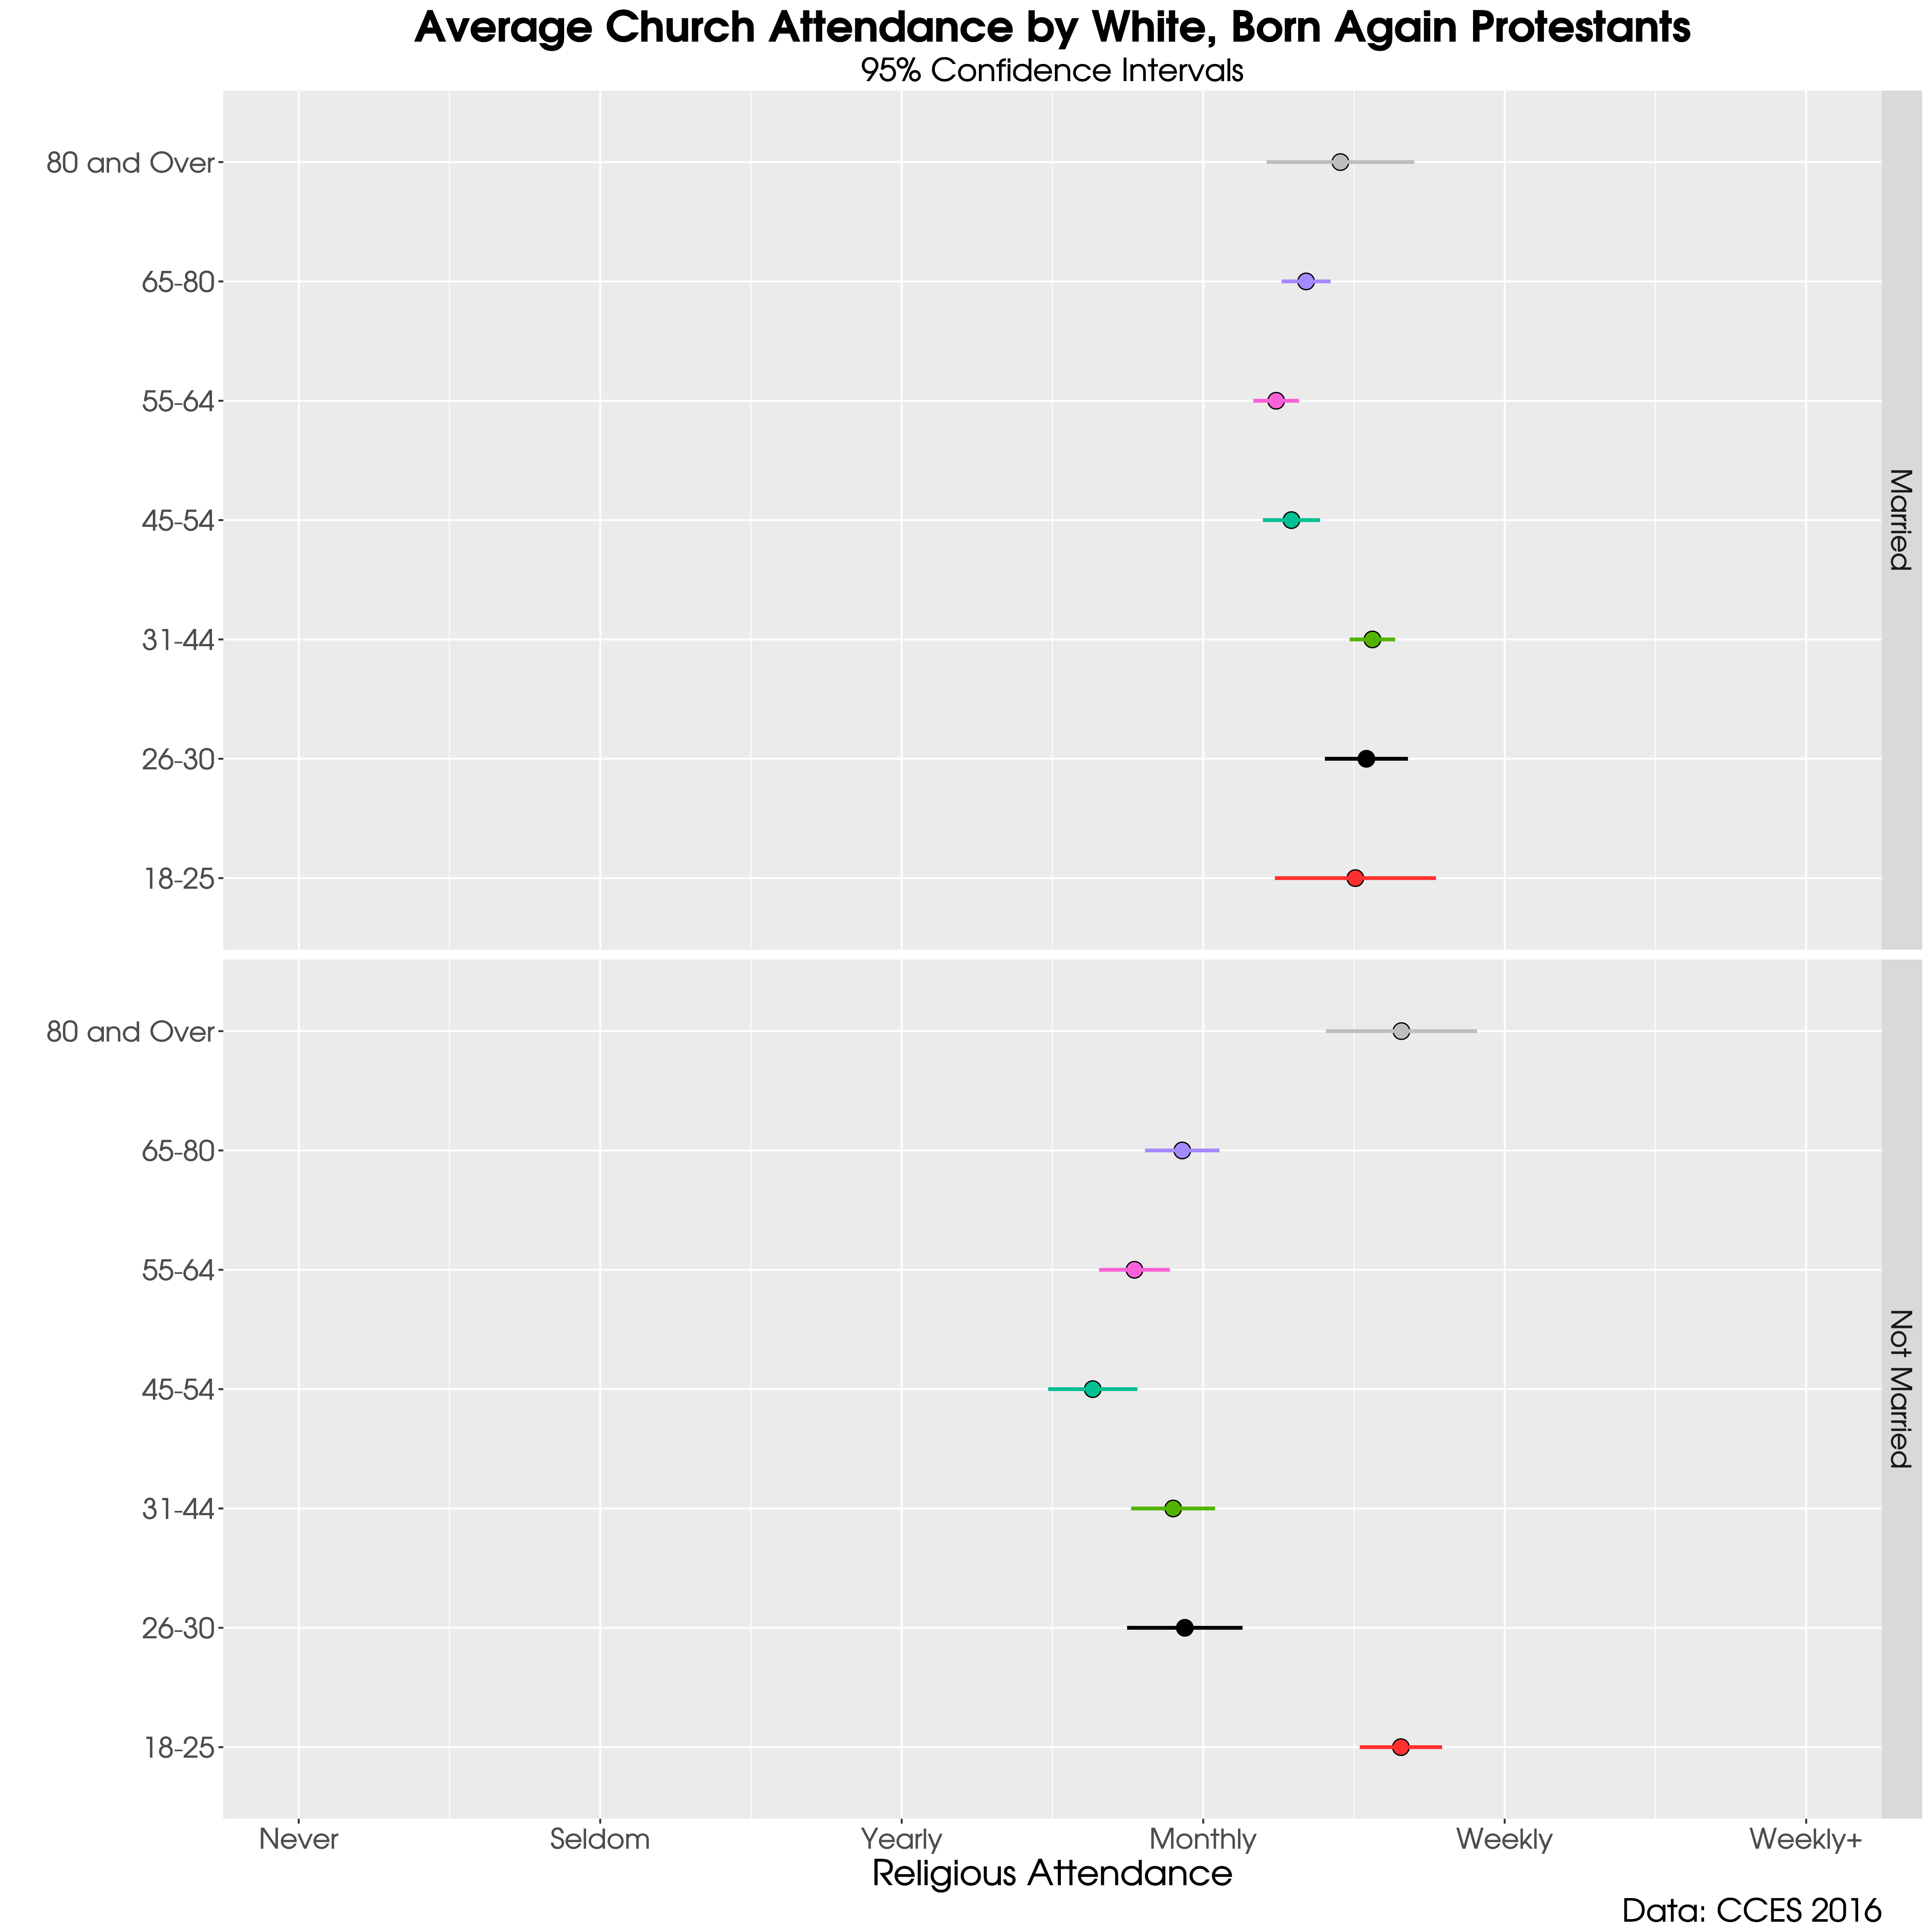 Average Church Attendance by White, Born Again Protestants
95% Confidence Intervals
80 and Over
65-80
55-64
45-54
31-44
26-30
18-25
Married
80 and Over
65-80
55-64
45-54
31-44
26-30
18-25
Not Married
Never Seldom Yearly Monthly Weekly Weekly+
Religious Attendance
Data: CCES 2016